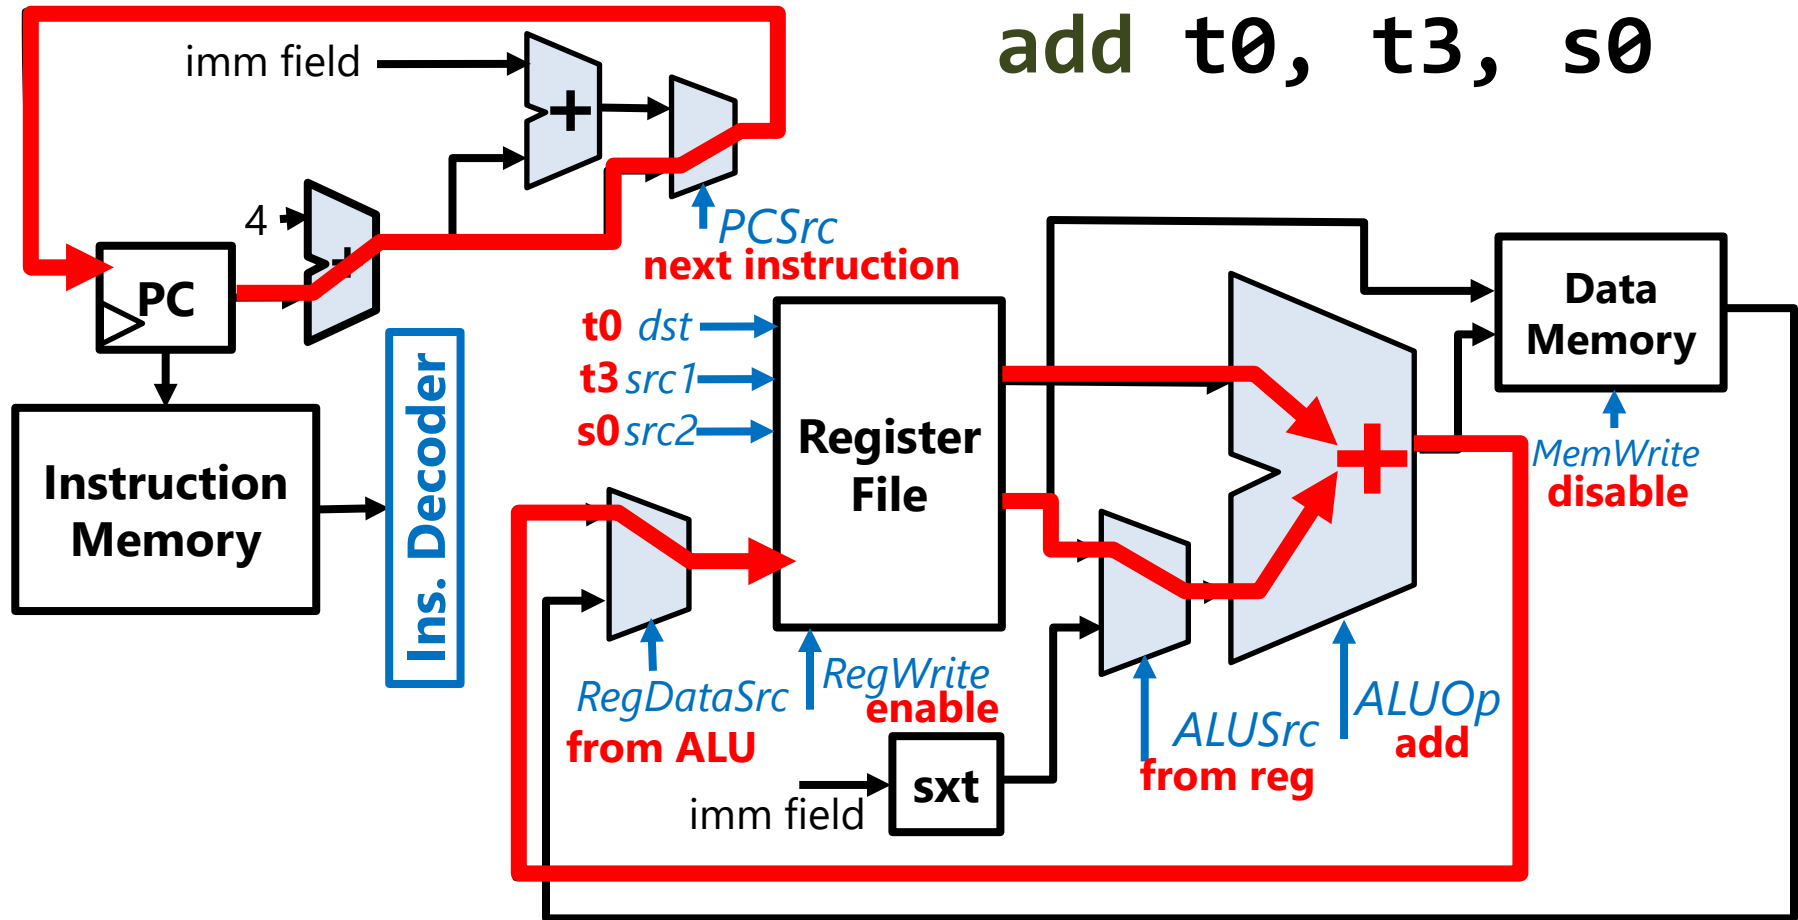 add t0, t3, s0
imm field
+
4
+
PCSrc
next instruction
PC
Ins. Decoder
Instruction
Memory
t0 dst
t3 src1
s0 src2
Register
File
+
Data
Memory
MemWrite
disable
RegDataSrc
from ALU
RegWrite
enable
ALUSrc
from reg
ALUOp
add
sxt
imm field